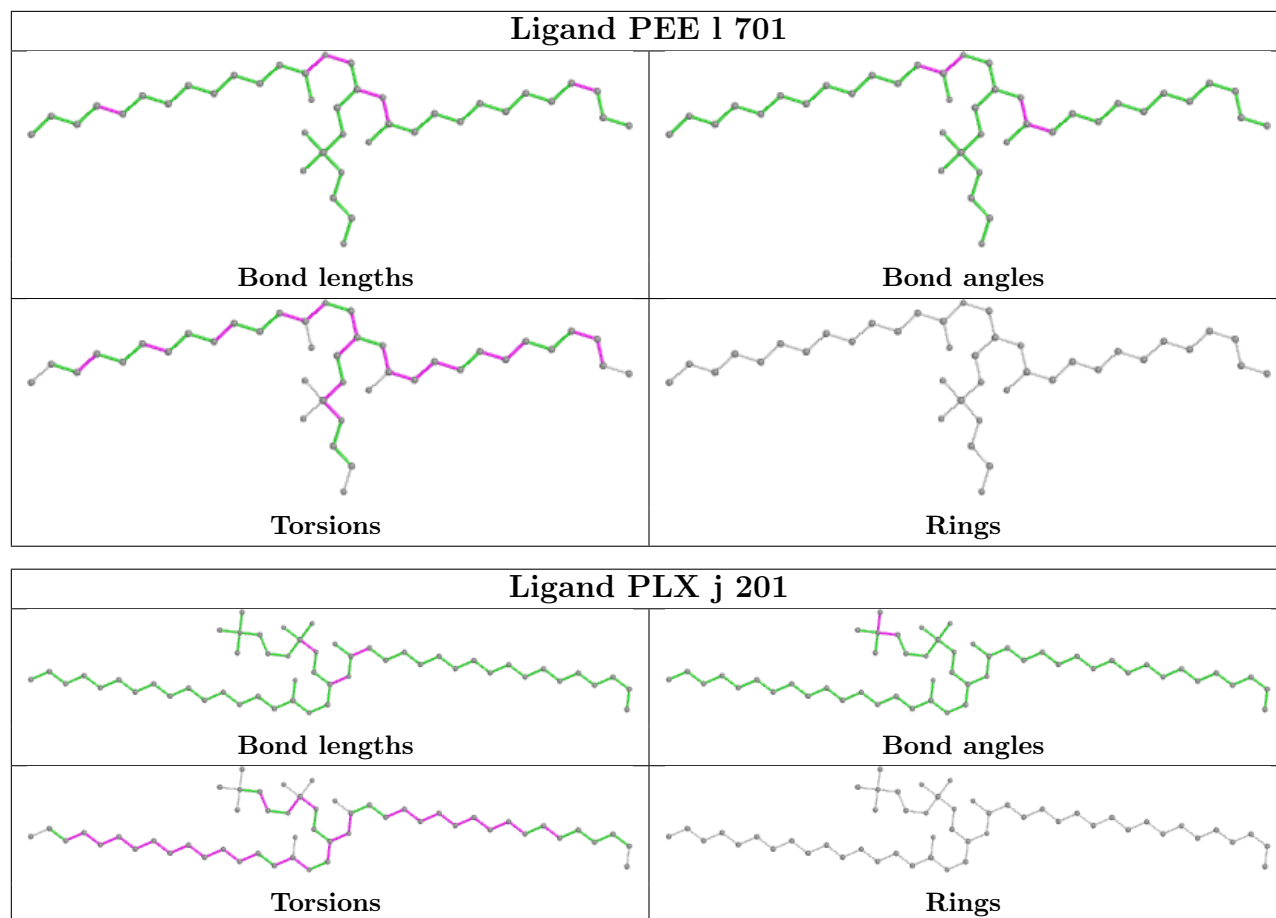 Ligand PEE l 701
Bond lengths
Bond angles
Torsions
Rings
Ligand PLX j 201
Bond lengths
Bond angles
Torsions
Rings